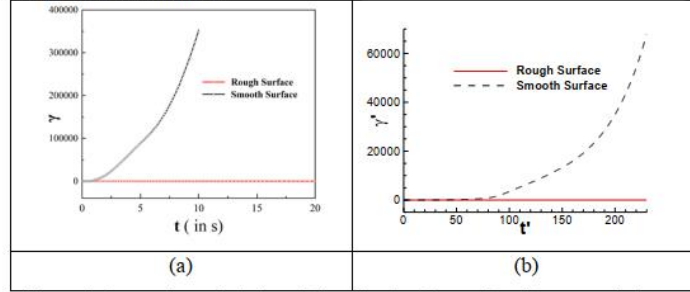 400000
300000
200000
100000
0
γ
Rough Surface
Smooth Surface
0 5 10 15 20
t ( in s)
(a)
60000
40000
20000
0
γ'
Rough Surface
Smooth Surface
0 50 100 150 200
t'
(b)